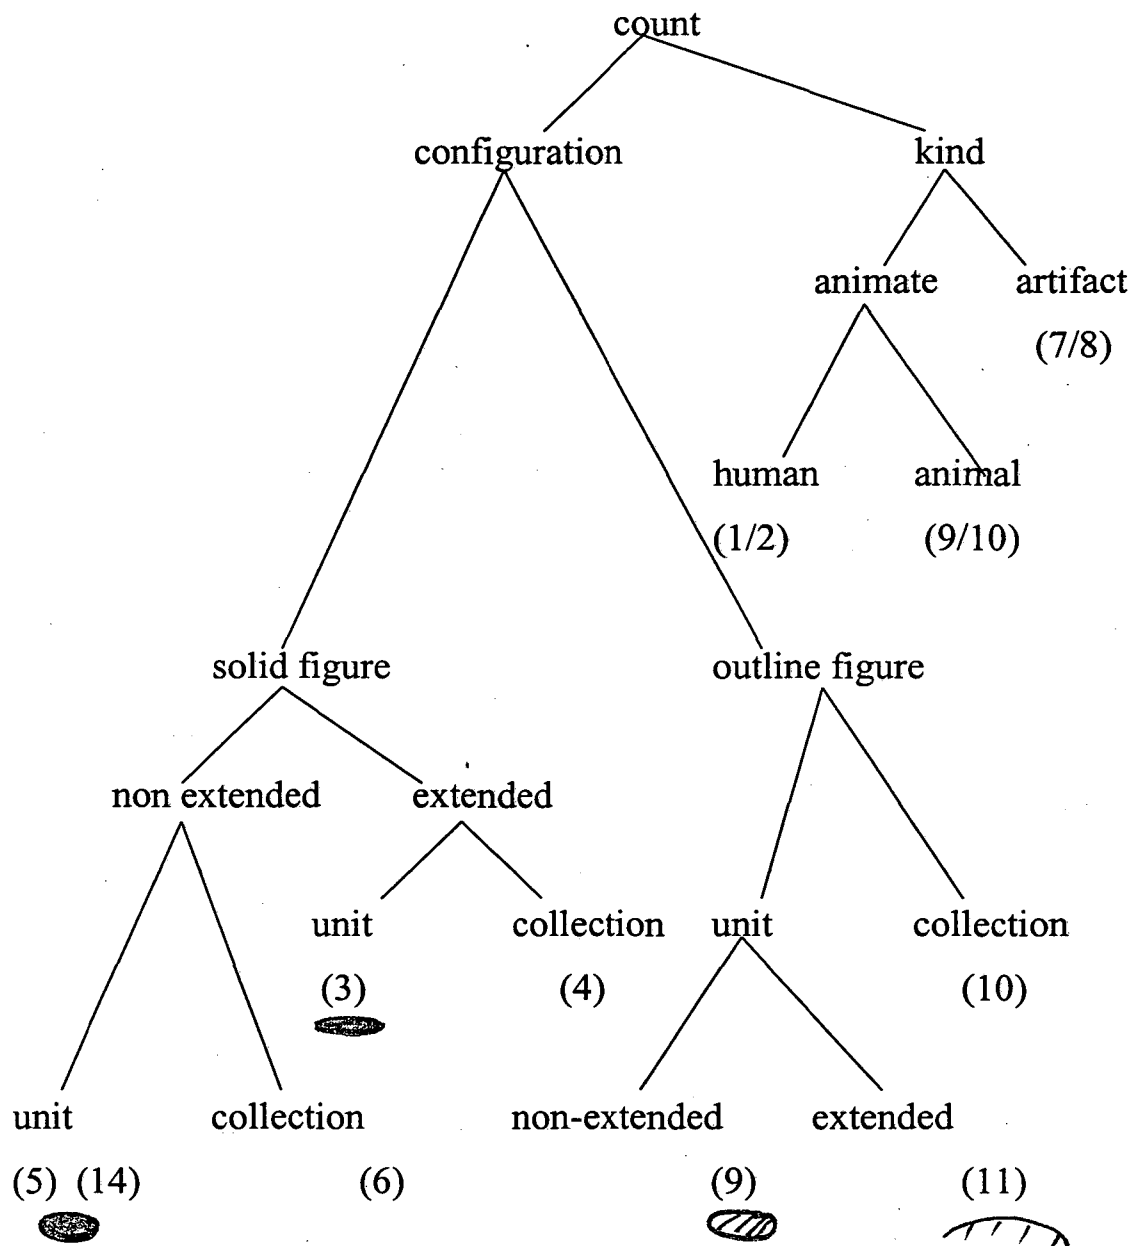 count
configuration kind
animate artifact
(7/8)
human animal
(1/2) (9/10)
solid figure outline figure
non extended extended
unit collection unit collection
(3) (4) (10)
unit collection non-extended extended
(5) (14) (6) (9) (11)